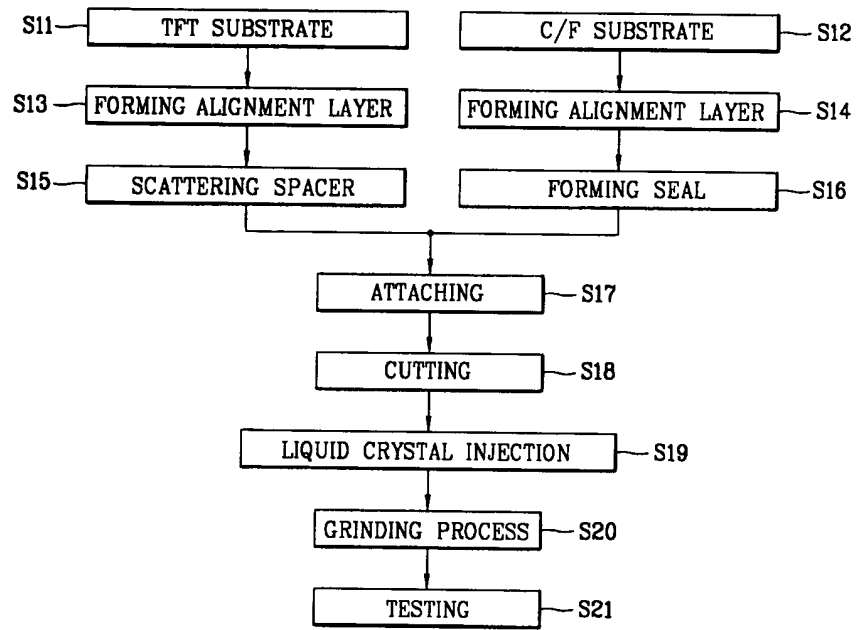 S11 TFT SUBSTRATE
C/F SUBSTRATE S12
S13 FORMING ALIGNMENT LAYER
FORMING ALIGNMENT LAYER S14
S15 SCATTERING SPACER
FORMING SEAL S16
ATTACHING S17
CUTTING S18
LIQUID CRYSTAL INJECTION S19
GRINDING PROCESS S20
TESTING S21